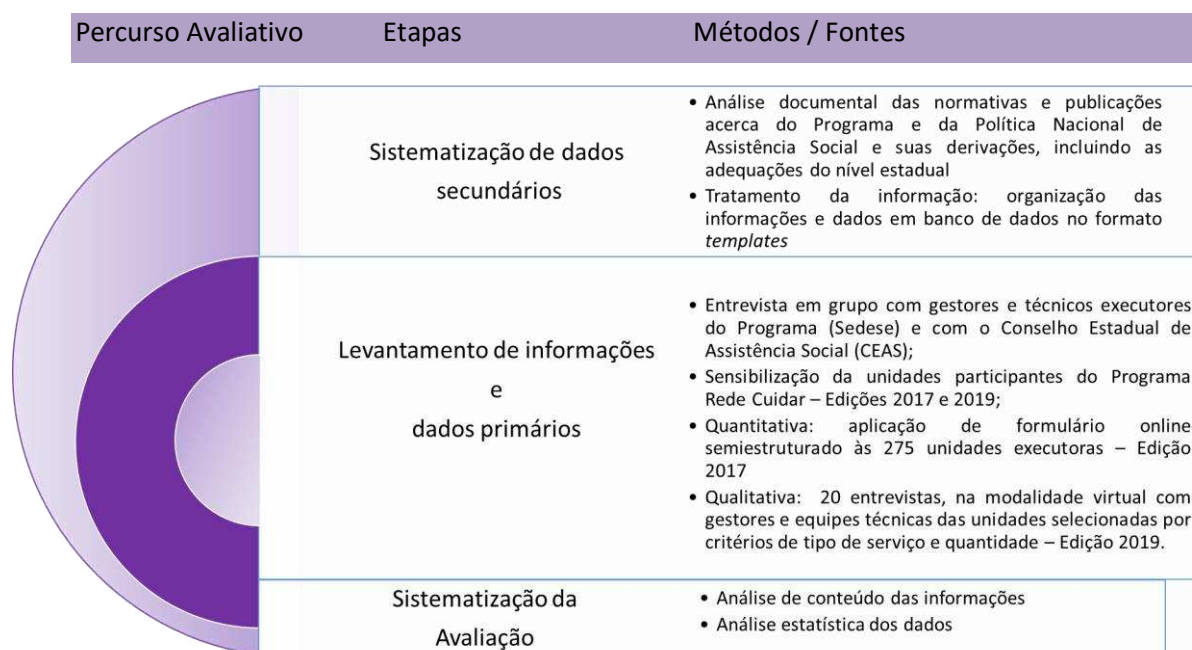 Percurso Avaliativo Etapas Métodos / Fontes
Sistematização de dados
secundários
• Análise documental das normativas e publicações
acerca do Programa e da Política Nacional de
Assistência Social e suas derivações, incluindo as
adequações do nível estadual
• Tratamento da informação: organização das
informações e dados em banco de dados no formato
templates
Levantamento de informações
e
dados primários
• Entrevista em grupo com gestores e técnicos executores
do Programa (Sedese) e com o Conselho Estadual de
Assistência Social (CEAS);
• Sensibilização da unidades participantes do Programa
Rede Cuidar – Edições 2017 e 2019;
• Quantitativa: aplicação de formulário online
semiestruturado às 275 unidades executoras – Edição
2017
• Qualitativa: 20 entrevistas, na modalidade virtual com
gestores e equipes técnicas das unidades selecionadas por
critérios de tipo de serviço e quantidade – Edição 2019.
Sistematização da
Avaliação
• Análise de conteúdo das informações
• Análise estatística dos dados